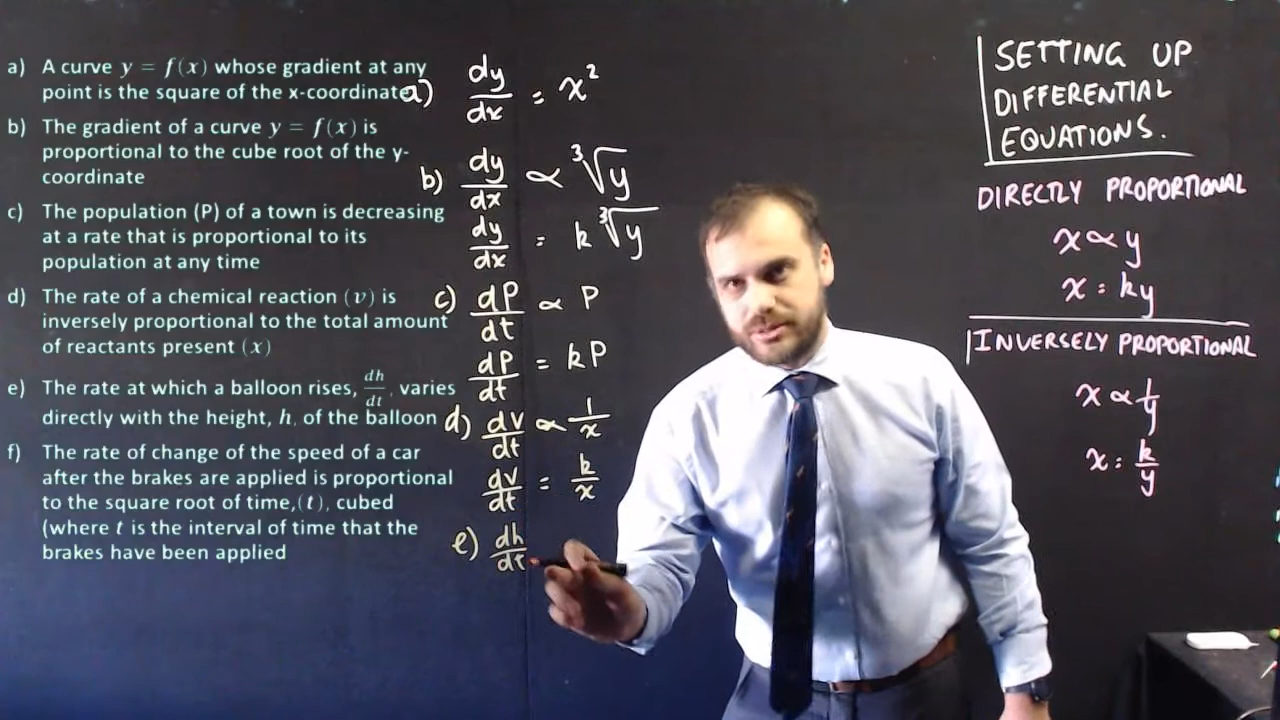 a) A curve y = f(x) whose gradient at any
point is the square of the x-coordinate
b) The gradient of a curve y = f(x) is
proportional to the cube root of the y-
coordinate
c) The population (P) of a town is decreasing
at a rate that is proportional to its
population at any time
d) The rate of a chemical reaction (v) is
inversely proportional to the total amount
of reactants present (x)
e) The rate at which a balloon rises, dh/dt, varies
directly with the height, h, of the balloon
f) The rate of change of the speed of a car
after the brakes are applied is proportional
to the square root of time,(t), cubed
(where t is the interval of time that the
brakes have been applied
a) dy/dx = x²
b) dy/dx ∝ ³√y
dy/dx = k ³√y
c) dP/dt ∝ P
dP/dt = kP
d) dv/dt ∝ 1/x
dv/dt = k/x
e) dh/dt
SETTING UP
DIFFERENTIAL
EQUATIONS.
DIRECTLY PROPORTIONAL
x ∝ y
x = ky
INVERSELY PROPORTIONAL
x ∝ 1/y
x = k/y